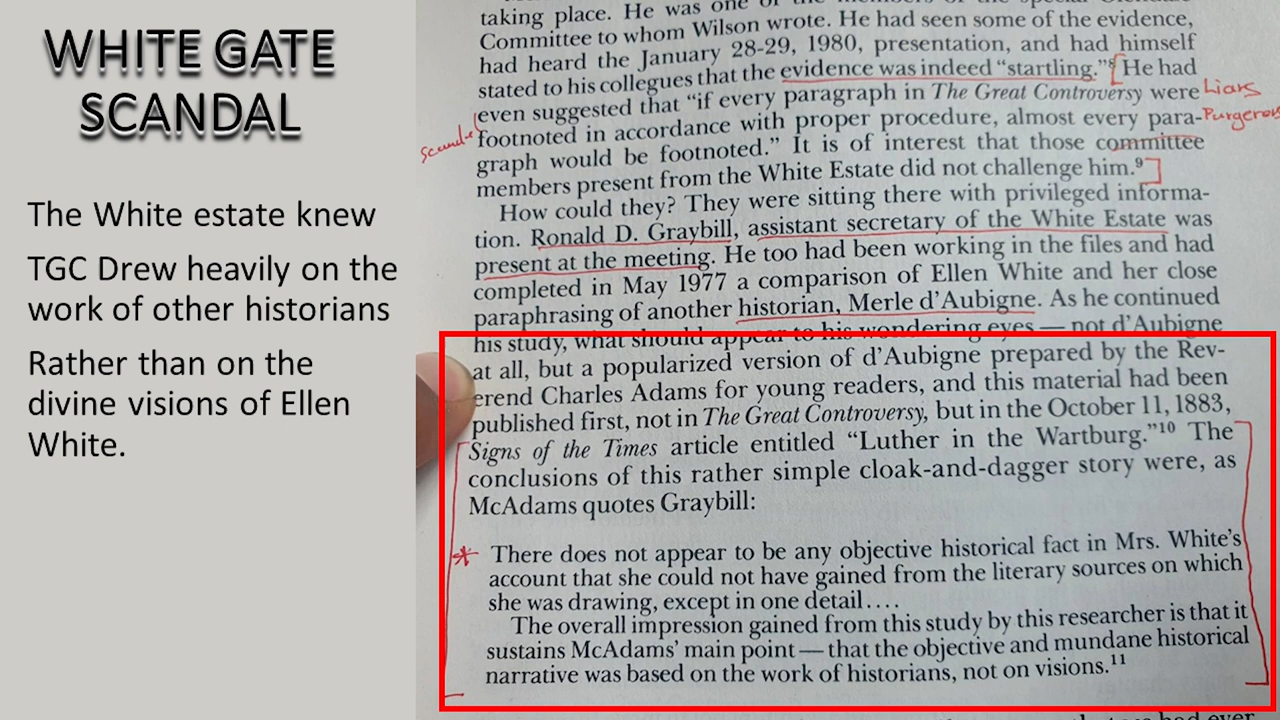 WHITE GATE
SCANDAL
The White estate knew
TGC Drew heavily on the
work of other historians
Rather than on the
divine visions of Ellen
White.
taking place. He was one of the
Committee to whom Wilson wrote. He had seen some of the evidence,
had heard the January 28-29, 1980, presentation, and had himself
stated to his collegues that the evidence was indeed “startling.”⁸ He had
even suggested that “if every paragraph in The Great Controversy were
Liars
footnoted in accordance with proper procedure, almost every para-
Purgerors
scandel
graph would be footnoted.” It is of interest that those committee
members present from the White Estate did not challenge him.⁹
How could they? They were sitting there with privileged informa-
tion. Ronald D. Graybill, assistant secretary of the White Estate was
present at the meeting. He too had been working in the files and had
completed in May 1977 a comparison of Ellen White and her close
paraphrasing of another historian, Merle d’Aubigne. As he continued
his study, what should appear to his wondering eyes — not d’Aubigne
at all, but a popularized version of d’Aubigne prepared by the Rev-
erend Charles Adams for young readers, and this material had been
published first, not in The Great Controversy, but in the October 11, 1883,
Signs of the Times article entitled “Luther in the Wartburg.”¹⁰ The
conclusions of this rather simple cloak-and-dagger story were, as
McAdams quotes Graybill:
* There does not appear to be any objective historical fact in Mrs. White’s
account that she could not have gained from the literary sources on which
she was drawing, except in one detail....
The overall impression gained from this study by this researcher is that it
sustains McAdams’ main point — that the objective and mundane historical
narrative was based on the work of historians, not on visions.¹¹